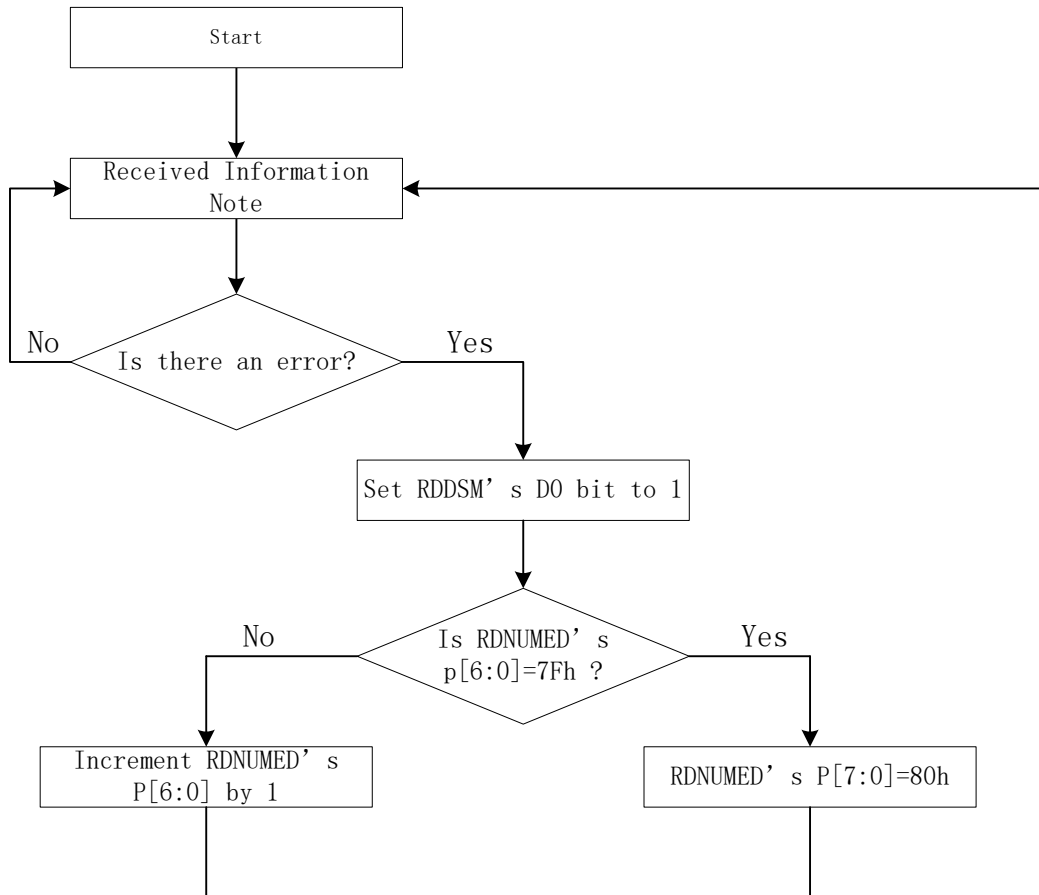 Start
Received Information
Note
No
Yes
Is there an error?
Set RDDSM’s D0 bit to 1
No
Yes
Is RDNUMED’s
p[6:0]=7Fh ?
Increment RDNUMED’s
P[6:0] by 1
RDNUMED’s P[7:0]=80h